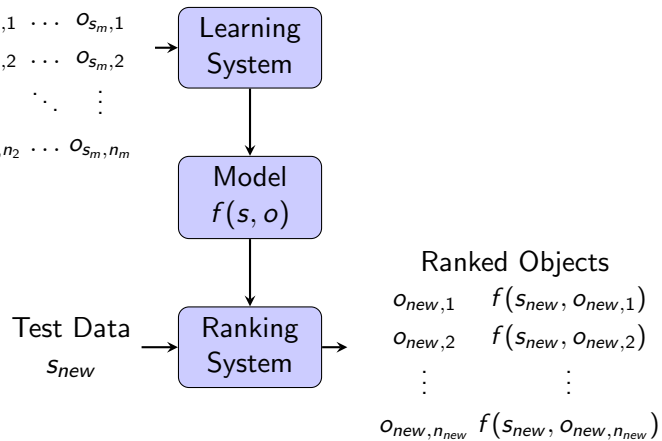 ,1 … o_{s_m,1}
,2 … o_{s_m,2}
⋱ ⋮
,n_2 … o_{s_m,n_m}
Learning
System
Model
f(s, o)
Test Data
s_{new}
Ranking
System
Ranked Objects
o_{new,1} f(s_{new}, o_{new,1})
o_{new,2} f(s_{new}, o_{new,2})
⋮ ⋮
o_{new,n_{new}} f(s_{new}, o_{new,n_{new}})